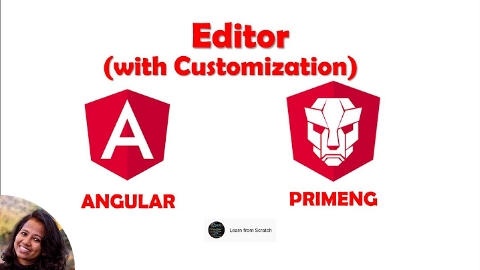 Editor
(with Customization)
A
ANGULAR
PRIMENG
Learn from Scratch